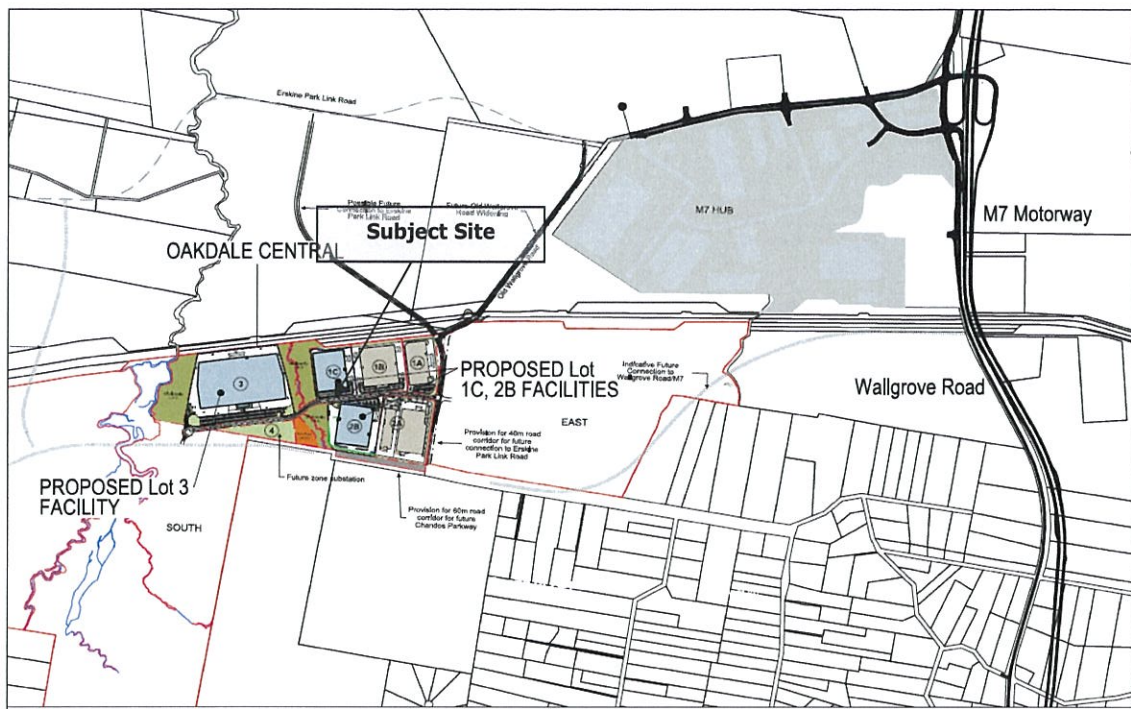 Erskine Park Link Road
M7 HUB
M7 Motorway
Possible Future
Connection to Erskine
Park Link Road
Future Old Wallgrove
Road Widening
Subject Site
OAKDALE CENTRAL
Old Wallgrove Road
3
1C
1B
1A
PROPOSED Lot
1C, 2B FACILITIES
Indicative Future
Connection to
Wallgrove Road/M7
Wallgrove Road
EAST
2B
2A
4
Provision for 40m road
corridor for future
connection to Erskine
Park Link Road
Future zone substation
PROPOSED Lot 3
FACILITY
SOUTH
Provision for 60m road
corridor for future
Chandos Parkway